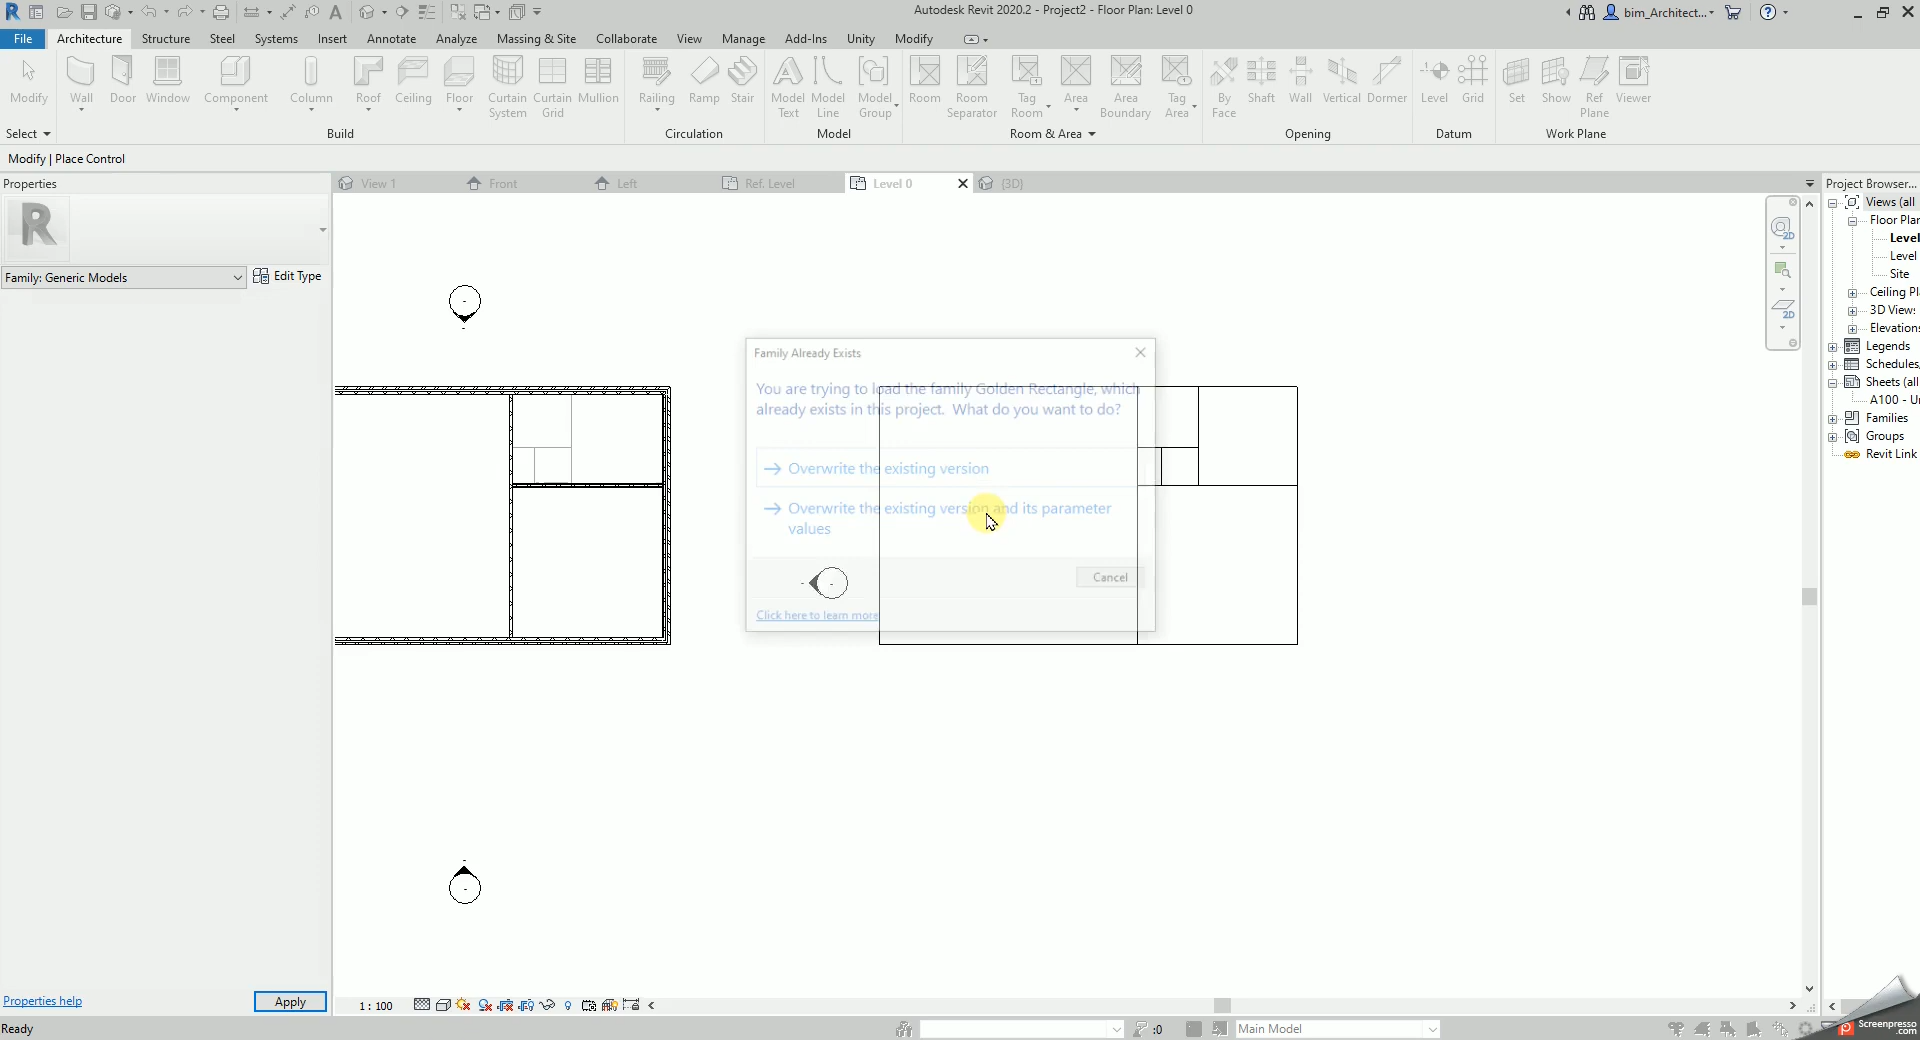 Autodesk Revit 2020.2 - Project2 - Floor Plan: Level 0
bim_Architect...
File Architecture Structure Steel Systems Insert Annotate Analyze Massing & Site Collaborate View Manage Add-Ins Unity Modify
Modify Wall Door Window Component Column Roof Ceiling Floor Curtain System Curtain Grid Mullion Railing Ramp Stair Model Text Model Line Model Group Room Room Separator Tag Room Area Area Boundary Tag Area By Face Shaft Wall Vertical Dormer Level Grid Set Show Ref Plane Viewer
Select Build Circulation Model Room & Area Opening Datum Work Plane
Modify | Place Control
Properties
View 1 Front Left Ref. Level Level 0 {3D}
Project Browser...
R
Family: Generic Models
Edit Type
Views (all
Floor Plan
Level
Level
Site
Ceiling Pl
3D Views
Elevations
Legends
Schedules
Sheets (all
A100 - U
Families
Groups
Revit Link
2D
2D
Family Already Exists
You are trying to load the family Golden Rectangle, which
already exists in this project. What do you want to do?
Overwrite the existing version
Overwrite the existing version and its parameter
values
Cancel
Click here to learn more
Properties help
Apply
1 : 100
Ready
:0
Main Model
Screenpresso
.com